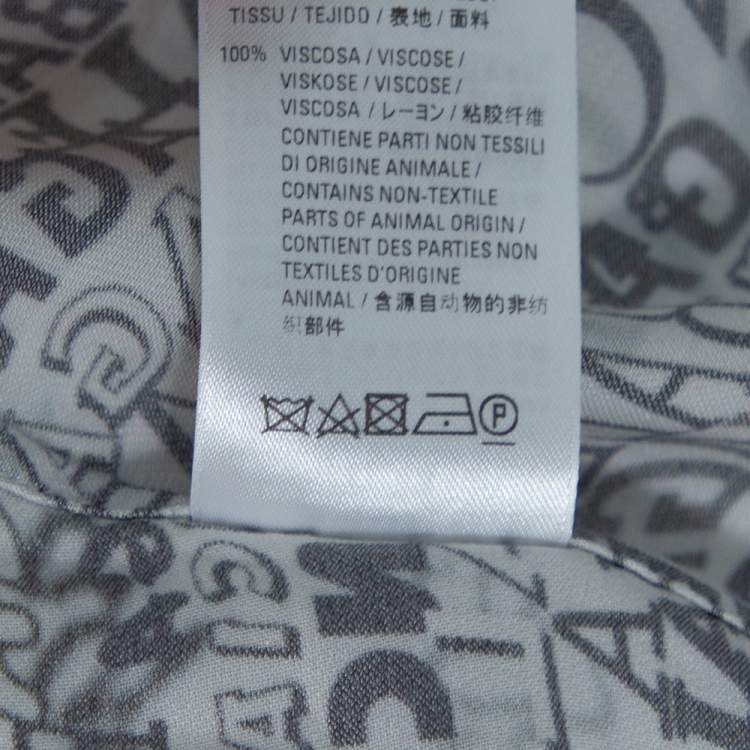 TISSU / TEJIDO / 表地 / 面料
100% VISCOSA / VISCOSE /
VISKOSE / VISCOSE /
VISCOSA / レーヨン / 粘胶纤维
CONTIENE PARTI NON TESSILI
DI ORIGINE ANIMALE /
CONTAINS NON-TEXTILE
PARTS OF ANIMAL ORIGIN /
CONTIENT DES PARTIES NON
TEXTILES D'ORIGINE
ANIMAL / 含源自动物的非纺
织部件
P